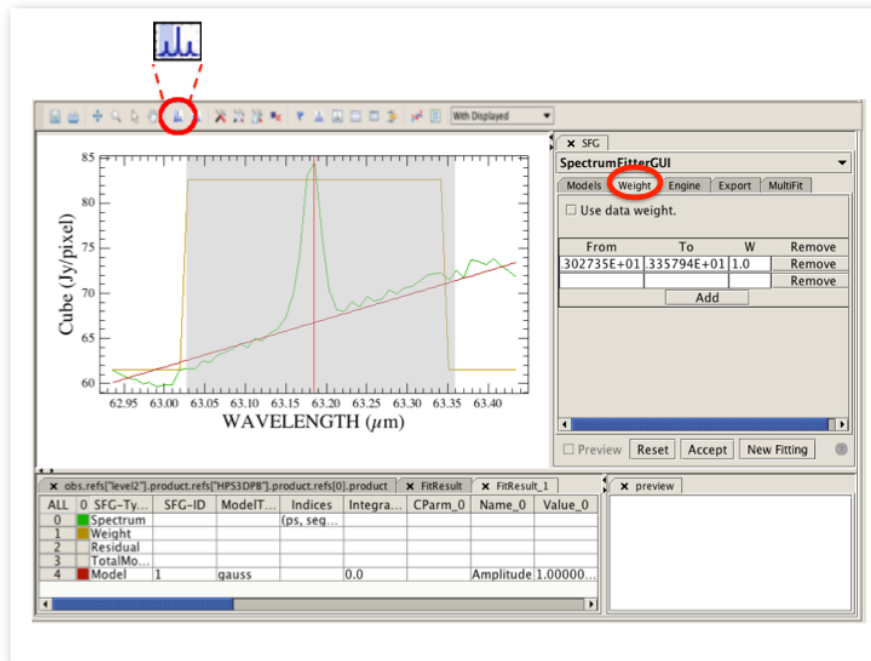 With Displayed
SFG
SpectrumFitterGUI
Models Weight Engine Export MultiFit
Use data weight.
From To W Remove
.302735E+01 .335794E+01 1.0 Remove
Remove
Add
Preview Reset Accept New Fitting
85
80
75
70
65
60
Cube (Jy/pixel)
62.95 63.00 63.05 63.10 63.15 63.20 63.25 63.30 63.35 63.40
WAVELENGTH (μm)
obs.refs["level2"].product.refs["HPS3DPB"].product.refs[0].product FitResult FitResult_1
ALL 0 SFG-Ty... SFG-ID ModelT... Indices Integra... CParm_0 Name_0 Value_0
0 Spectrum (ps, seg...
1 Weight
2 Residual
3 TotalMo...
4 Model 1 gauss 0.0 Amplitude 1.00000...
preview